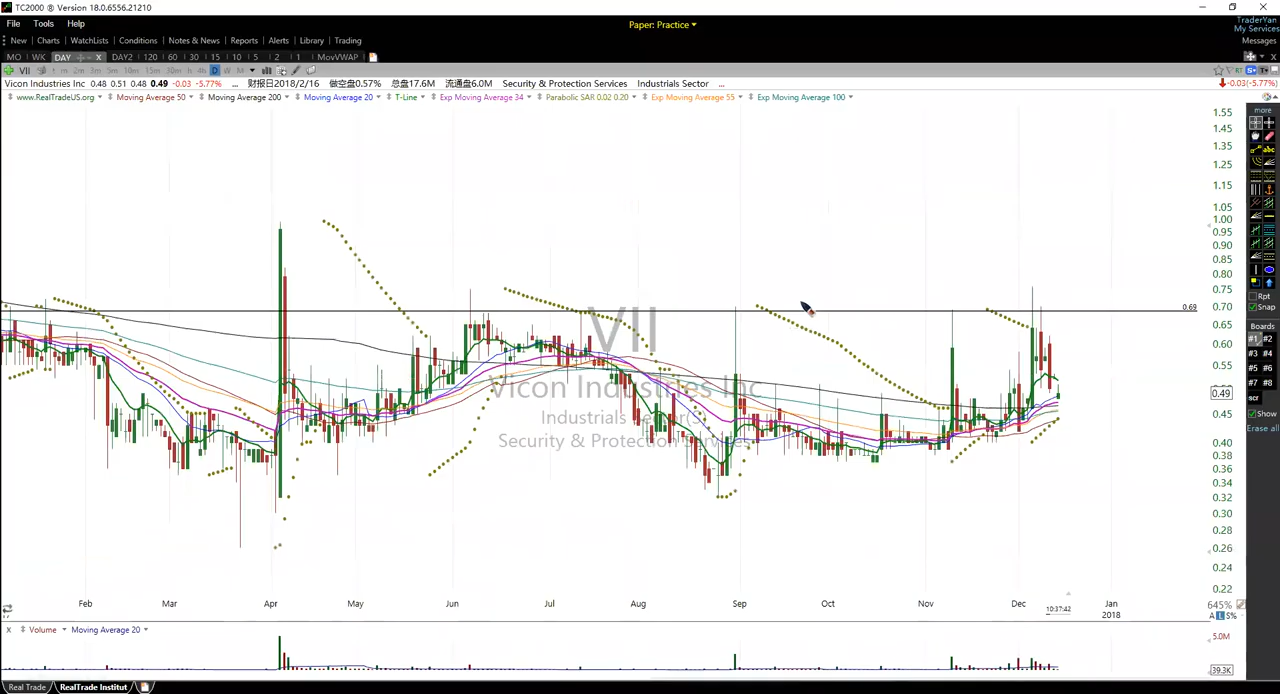 TC2000 ® Version 18.0.6556.21210
File Tools Help
Paper: Practice
TraderYan
My Services
Messages
New Charts WatchLists Conditions Notes & News Reports Alerts Library Trading
MO WK DAY X DAY2 120 60 30 15 10 5 2 1 MovVWAP
VII 1m 2m 3m 5m 10m 15m 30m h 4h D W M
Vicon Industries Inc 0.48 0.51 0.48 0.49 -0.03 -5.77% ... 财报日2018/2/16 做空盘0.57% 总盘17.6M 流通盘6.0M Security & Protection Services Industrials Sector ...
-0.03(-5.77%)
www.RealTradeUS.org Moving Average 50 Moving Average 200 Moving Average 20 T-Line Exp Moving Average 34 Parabolic SAR 0.02 0.20 Exp Moving Average 55 Exp Moving Average 100
more
1.55
1.45
1.35
1.25
1.15
1.05
1.00
0.95
0.90
0.85
0.80
0.75
0.70
0.69
0.65
0.60
0.55
0.49
0.45
0.40
0.38
0.36
0.34
0.32
0.30
0.28
0.26
0.24
0.22
VII
Vicon Industries Inc
Industrials Sector
Security & Protection Services
abc
Rpt
Snap
Boards
#1 #2
#3 #4
#5 #6
#7 #8
scr
Show
Erase all
Feb Mar Apr May Jun Jul Aug Sep Oct Nov Dec Jan
2018
10:37:42
645%
A L S%
X Volume Moving Average 20
5.0M
39.3K
Real Trade RealTrade Institut